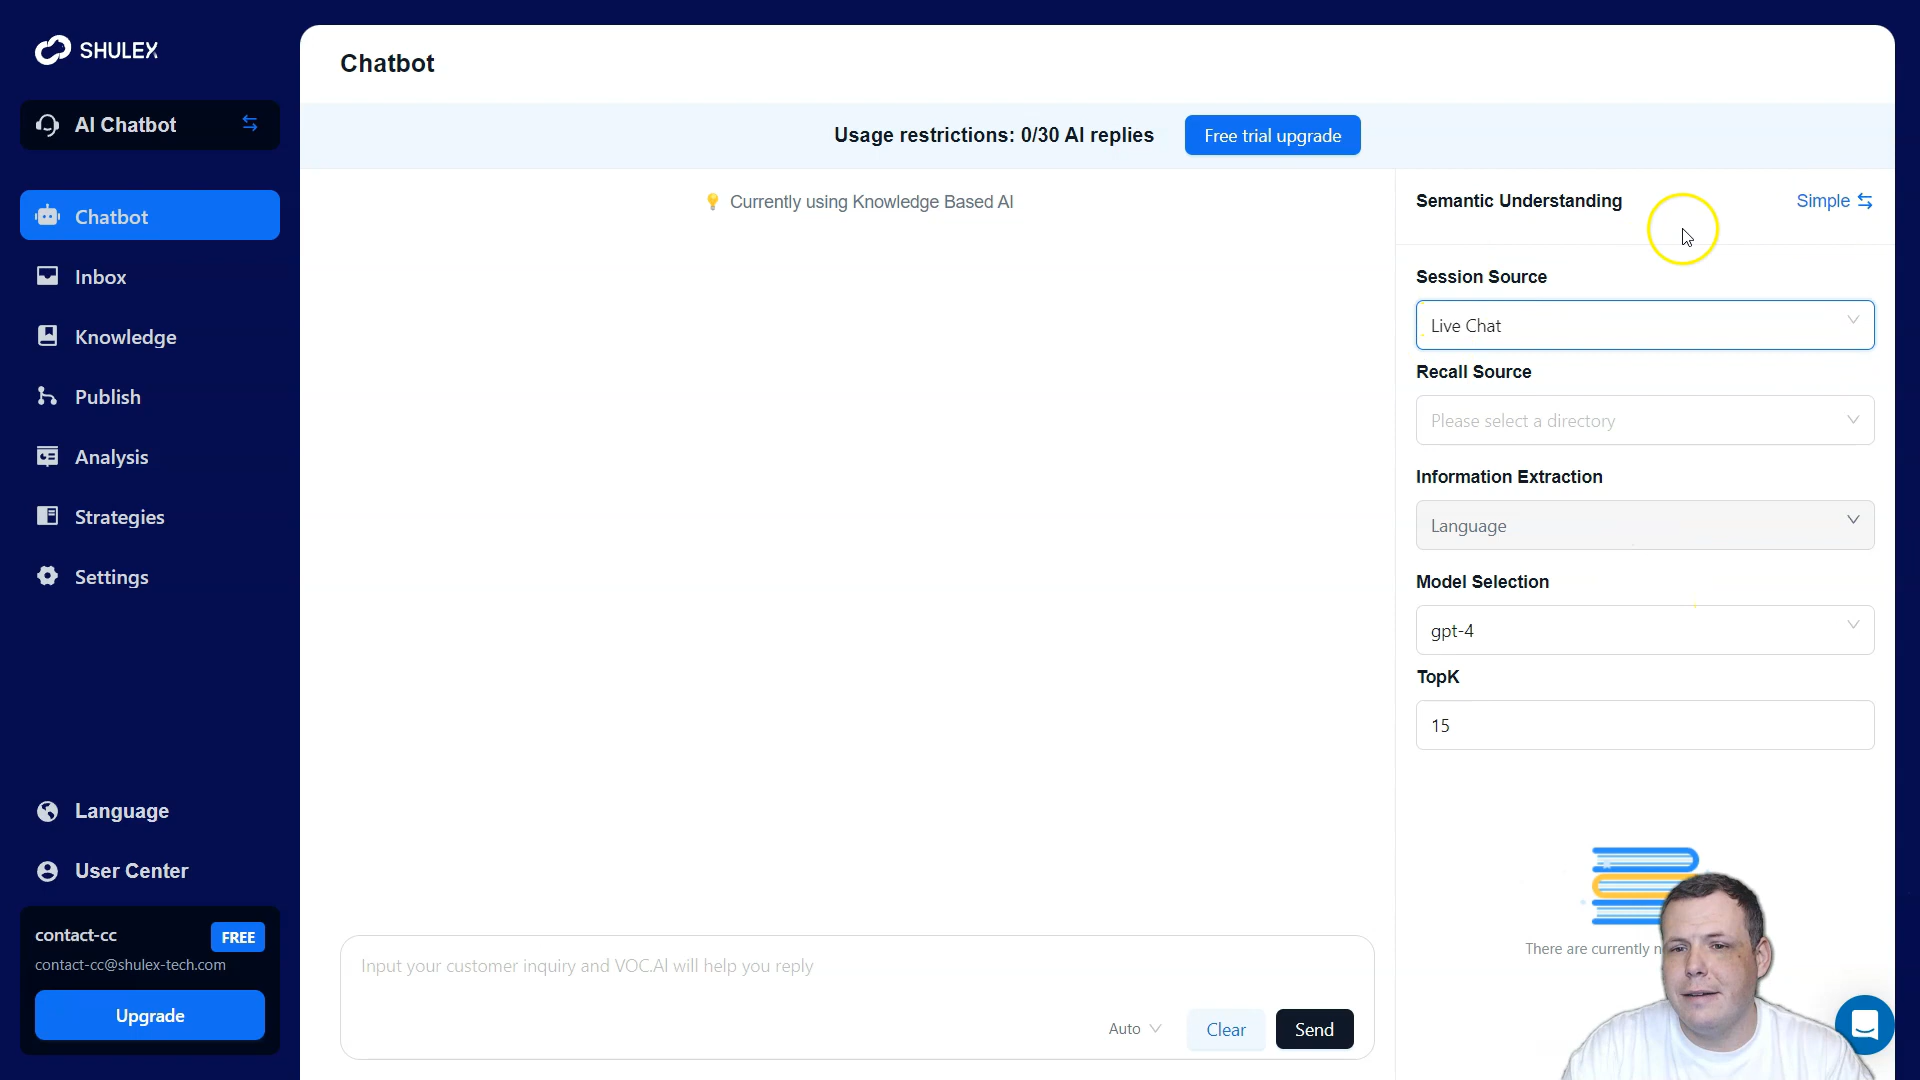 SHULEX
AI Chatbot
Chatbot
Inbox
Knowledge
Publish
Analysis
Strategies
Settings
Language
User Center
contact-cc
FREE
contact-cc@shulex-tech.com
Upgrade
Chatbot
Usage restrictions: 0/30 AI replies
Free trial upgrade
Currently using Knowledge Based AI
Input your customer inquiry and VOC.AI will help you reply
Auto
Clear
Send
Semantic Understanding
Simple
Session Source
Live Chat
Recall Source
Please select a directory
Information Extraction
Language
Model Selection
gpt-4
TopK
15
There are currently